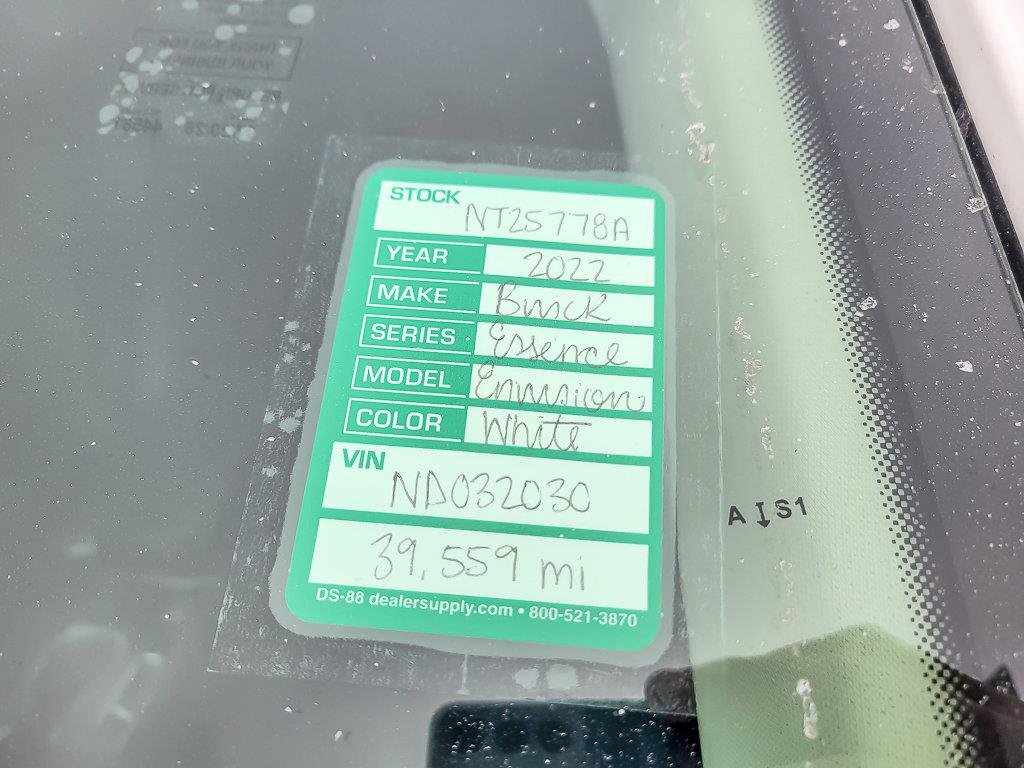 STOCK NT25778A
YEAR 2022
MAKE Buick
SERIES Essence
MODEL Envision
COLOR White
VIN ND032030
39,559 mi
DS-88 dealersupply.com • 800-521-3870
A↕S1